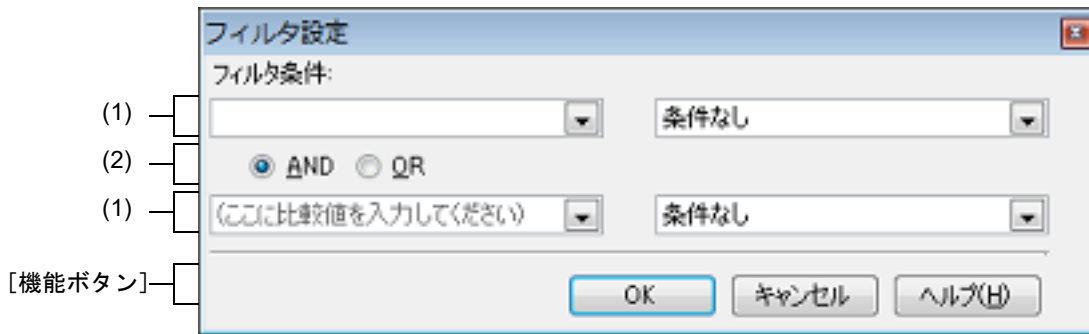 フィルタ設定
フィルタ条件:
(1) 条件なし
(2) AND OR
(1) (ここに比較値を入力してください) 条件なし
[機能ボタン] OK キャンセル ヘルプ(H)